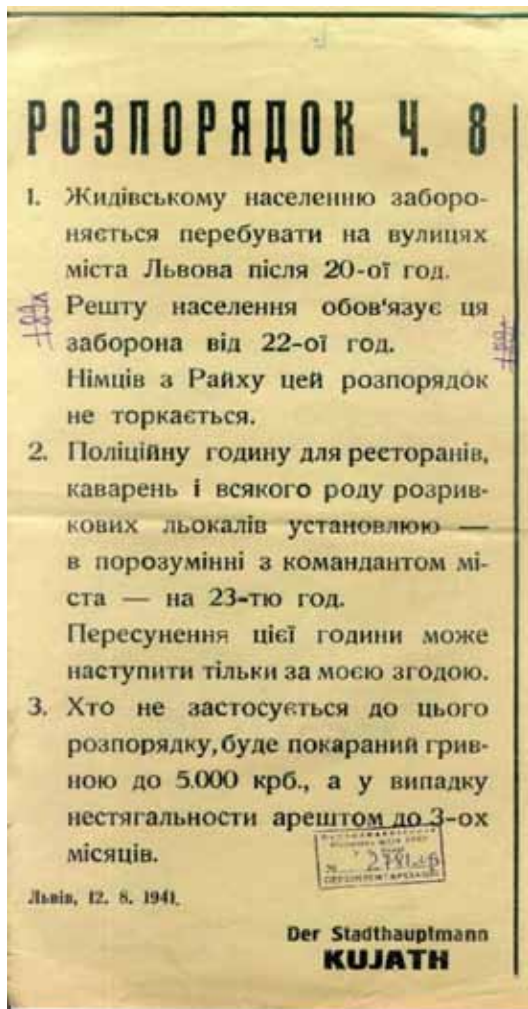 РОЗПОРЯДОК Ч. 8
1. Жидівському населенню заборо-
няється перебувати на вулицях
міста Львова після 20-ої год.
Решту населення обов'язує ця
заборона від 22-ої год.
Німців з Райху цей розпорядок
не торкається.
2. Поліційну годину для ресторанів,
каварень і всякого роду розрив-
кових льокалів установлюю —
в порозумінні з командантом мі-
ста — на 23-тю год.
Пересунення цієї години може
наступити тільки за моєю згодою.
3. Хто не застосується до цього
розпорядку, буде покараний грив-
ною до 5.000 крб., а у випадку
нестягальности арештом до 3-ох
місяців.
Львів, 12. 8. 1941.
Der Stadthauptmann
KUJATH